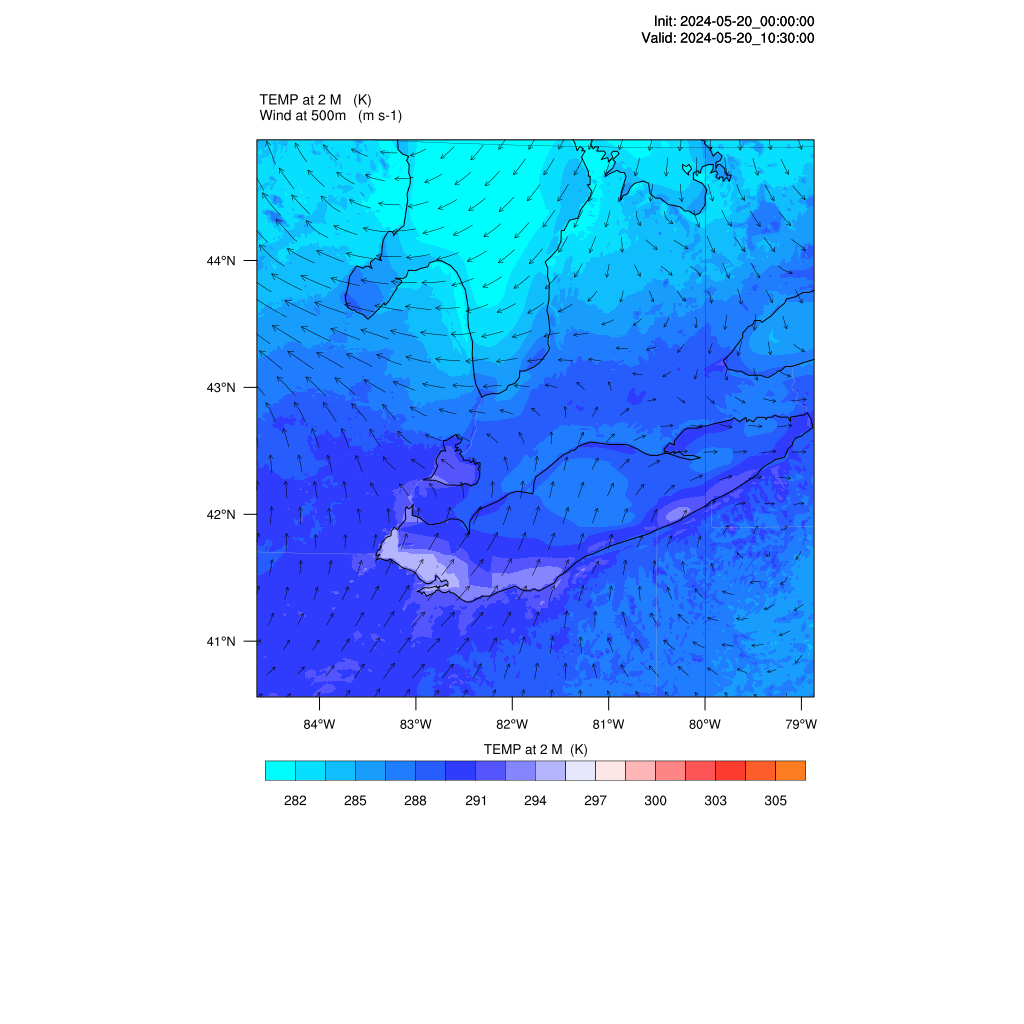 Init: 2024-05-20_00:00:00
Valid: 2024-05-20_10:30:00
TEMP at 2 M (K)
Wind at 500m (m s-1)
44°N
43°N
42°N
41°N
84°W 83°W 82°W 81°W 80°W 79°W
TEMP at 2 M (K)
282 285 288 291 294 297 300 303 305